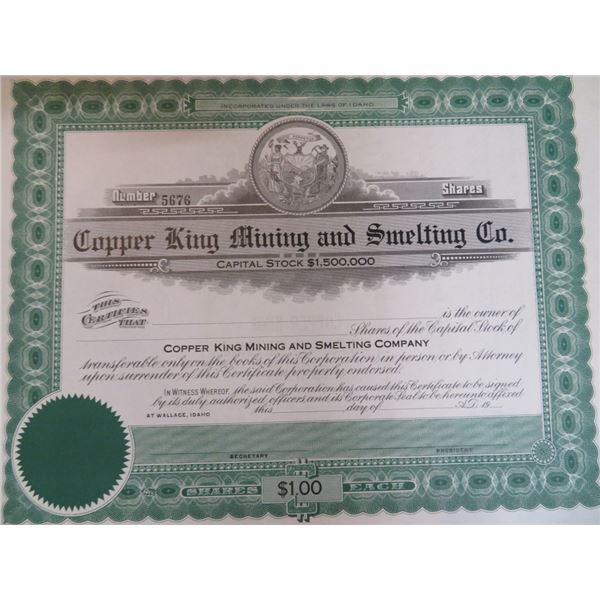 INCORPORATED UNDER THE LAWS OF IDAHO
Number 5676 Shares
Copper King Mining and Smelting Co.
CAPITAL STOCK $1,500,000
THIS CERTIFIES THAT
is the owner of
Shares of the Capital Stock of
COPPER KING MINING AND SMELTING COMPANY
transferable only on the books of this Corporation in person or by Attorney
upon surrender of this Certificate properly endorsed.
IN WITNESS WHEREOF, the said Corporation has caused this Certificate to be signed
by its duly authorized officers and its Corporate Seal to be hereunto affixed
AT WALLACE, IDAHO this day of A.D. 19
SECRETARY PRESIDENT
SHARES $1.00 EACH